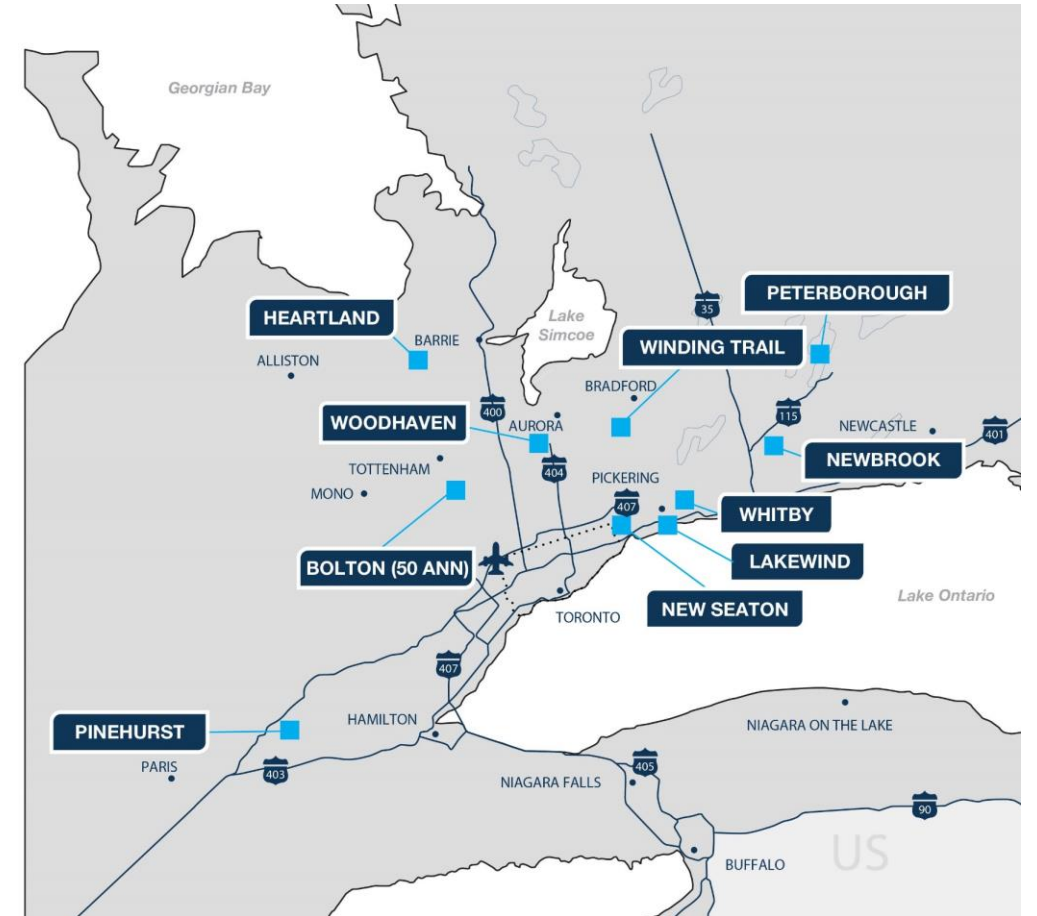 Georgian Bay
PETERBOROUGH
35
HEARTLAND
Lake
Simcoe
BARRIE
WINDING TRAIL
ALLISTON
BRADFORD
400
115
WOODHAVEN
AURORA
NEWCASTLE
401
TOTTENHAM
404
NEWBROOK
MONO
PICKERING
407
WHITBY
BOLTON (50 ANN)
LAKEWIND
Lake Ontario
NEW SEATON
TORONTO
407
HAMILTON
NIAGARA ON THE LAKE
PINEHURST
PARIS
403
NIAGARA FALLS
405
90
US
BUFFALO